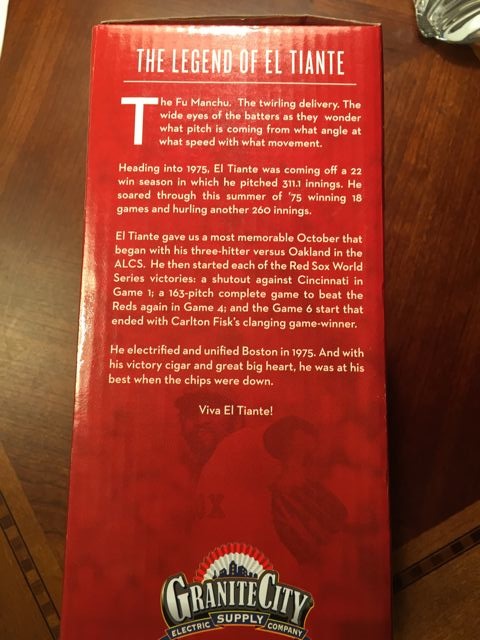 THE LEGEND OF EL TIANTE
The Fu Manchu. The twirling delivery. The
wide eyes of the batters as they wonder
what pitch is coming from what angle at
what speed with what movement.
Heading into 1975, El Tiante was coming off a 22
win season in which he pitched 311.1 innings. He
soared through this summer of '75 winning 18
games and hurling another 260 innings.
El Tiante gave us a most memorable October that
began with his three-hitter versus Oakland in the
ALCS. He then started each of the Red Sox World
Series victories: a shutout against Cincinnati in
Game 1; a 163-pitch complete game to beat the
Reds again in Game 4; and the Game 6 start that
ended with Carlton Fisk's clanging game-winner.
He electrified and unified Boston in 1975. And with
his victory cigar and great big heart, he was at his
best when the chips were down.
Viva El Tiante!
GRANITE CITY
ELECTRIC SUPPLY COMPANY